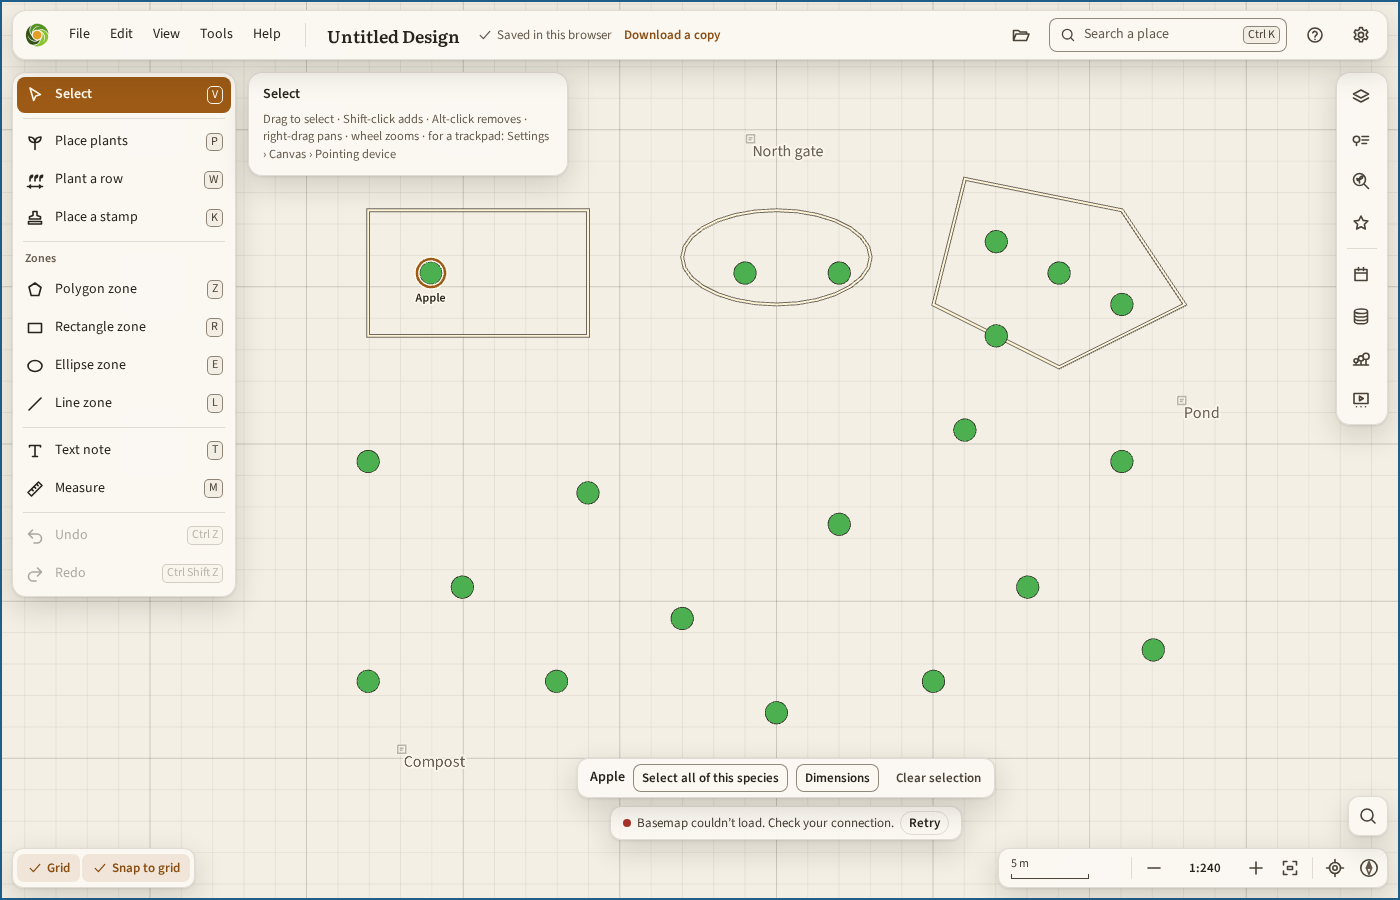 File Edit View Tools Help
Untitled Design
Saved in this browser
Download a copy
Search a place
Ctrl K
Select V
Place plants P
Plant a row W
Place a stamp K
Zones
Polygon zone Z
Rectangle zone R
Ellipse zone E
Line zone L
Text note T
Measure M
Undo Ctrl Z
Redo Ctrl Shift Z
Select
Drag to select · Shift-click adds · Alt-click removes ·
right-drag pans · wheel zooms · for a trackpad: Settings
› Canvas › Pointing device
North gate
Apple
Pond
Compost
Apple
Select all of this species
Dimensions
Clear selection
Basemap couldn’t load. Check your connection.
Retry
Grid
Snap to grid
5 m
1:240